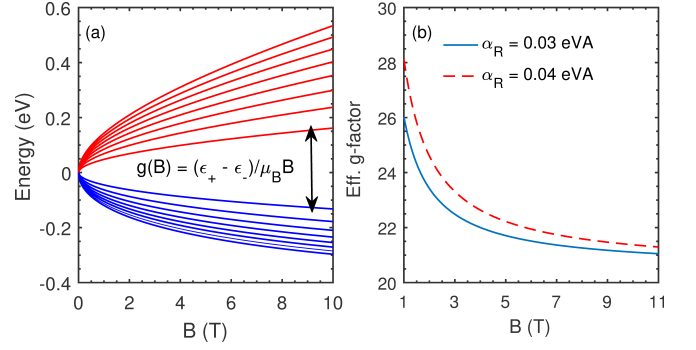 (a)
0.6
0.4
0.2
0
-0.2
-0.4
Energy (eV)
g(B) = (ϵ₊ - ϵ₋)/μ_B B
0 2 4 6 8 10
B (T)
(b)
α_R = 0.03 eVA
α_R = 0.04 eVA
30
28
26
24
22
20
Eff. g-factor
1 3 5 7 9 11
B (T)